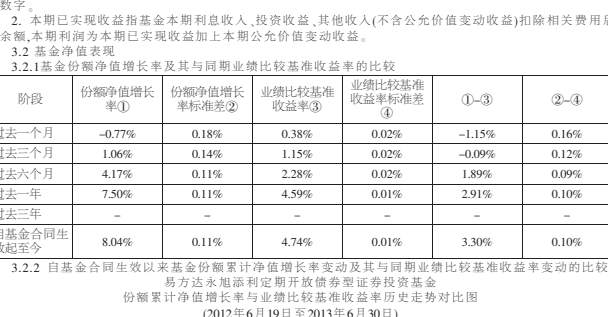 数字。
2. 本期已实现收益指基金本期利息收入、投资收益、其他收入(不含公允价值变动收益)扣除相关费用后
余额,本期利润为本期已实现收益加上本期公允价值变动收益。
3.2 基金净值表现
3.2.1基金份额净值增长率及其与同期业绩比较基准收益率的比较
阶段 份额净值增长率① 份额净值增长率标准差② 业绩比较基准收益率③ 业绩比较基准收益率标准差④ ①-③ ②-④
过去一个月 -0.77% 0.18% 0.38% 0.02% -1.15% 0.16%
过去三个月 1.06% 0.14% 1.15% 0.02% -0.09% 0.12%
过去六个月 4.17% 0.11% 2.28% 0.02% 1.89% 0.09%
过去一年 7.50% 0.11% 4.59% 0.01% 2.91% 0.10%
过去三年 - - - - - -
自基金合同生效起至今 8.04% 0.11% 4.74% 0.01% 3.30% 0.10%
3.2.2 自基金合同生效以来基金份额累计净值增长率变动及其与同期业绩比较基准收益率变动的比较
易方达永旭添利定期开放债券型证券投资基金
份额累计净值增长率与业绩比较基准收益率历史走势对比图
(2012年6月19日至2013年6月30日)